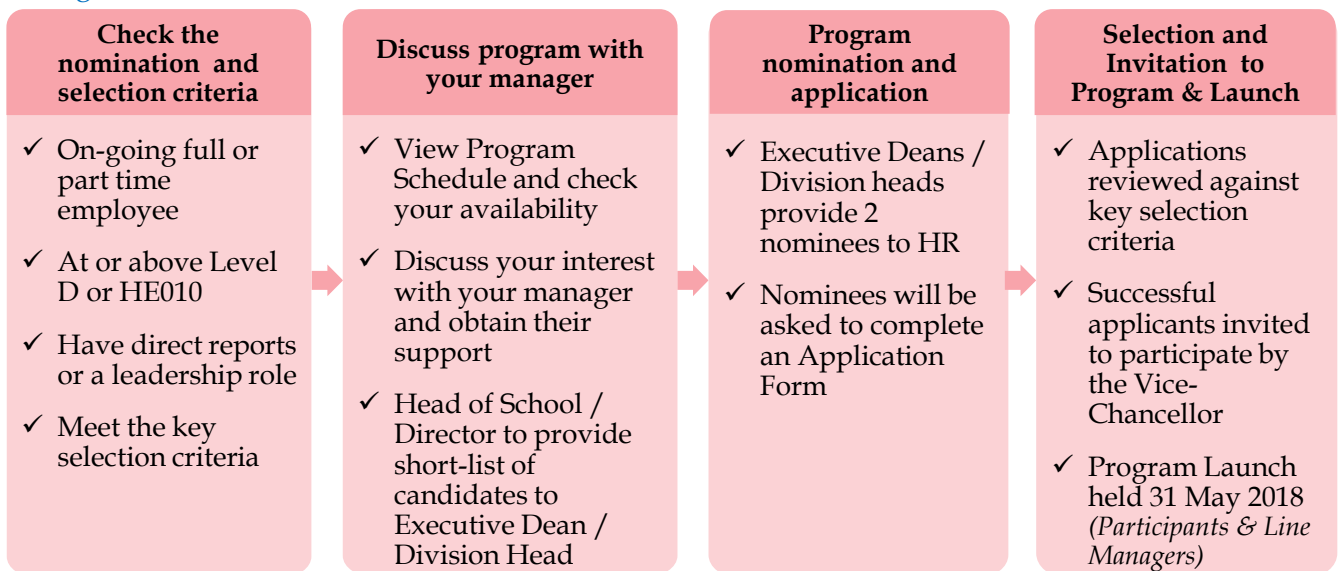 Check the
nomination and
selection criteria
✓ On-going full or
part time
employee
✓ At or above Level
D or HE010
✓ Have direct reports
or a leadership role
✓ Meet the key
selection criteria
Discuss program with
your manager
✓ View Program
Schedule and check
your availability
✓ Discuss your interest
with your manager
and obtain their
support
✓ Head of School /
Director to provide
short-list of
candidates to
Executive Dean /
Division Head
Program
nomination and
application
✓ Executive Deans /
Division heads
provide 2
nominees to HR
✓ Nominees will be
asked to complete
an Application
Form
Selection and
Invitation to
Program & Launch
✓ Applications
reviewed against
key selection
criteria
✓ Successful
applicants invited
to participate by
the Vice-
Chancellor
✓ Program Launch
held 31 May 2018
(Participants & Line
Managers)